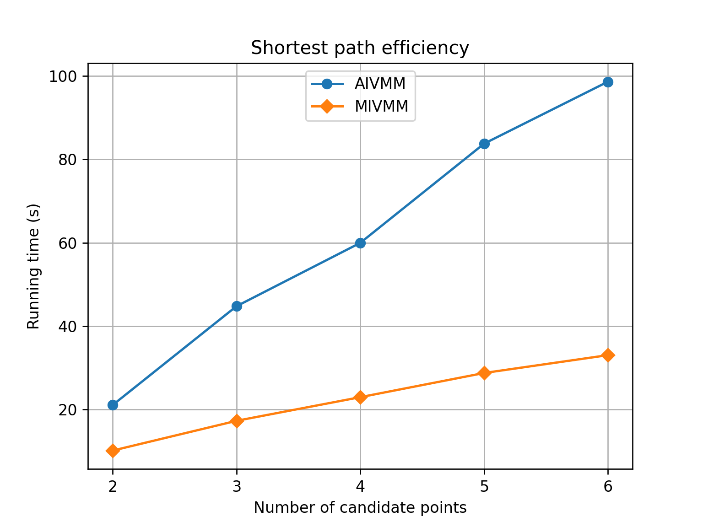 Shortest path efficiency
AIVMM
MIVMM
Running time (s)
100
80
60
40
20
2 3 4 5 6
Number of candidate points